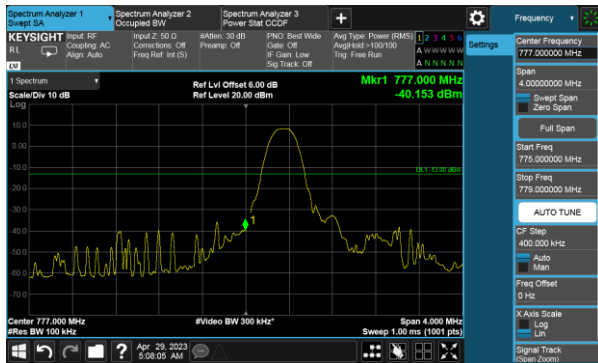 Spectrum Analyzer 1
Swept SA
Spectrum Analyzer 2
Occupied BW
Spectrum Analyzer 3
Power Stat CCDF
+
Frequency
KEYSIGHT
RL
LXI
Input: RF
Coupling: AC
Align: Auto
Input Z: 50 Ω
Corrections: Off
Freq Ref: Int (S)
#Atten: 30 dB
Preamp: Off
PNO: Best Wide
Gate: Off
IF Gain: Low
Sig Track: Off
Avg Type: Power (RMS)
Avg|Hold:>100/100
Trig: Free Run
1 2 3 4 5 6
A W W W W W
A N N N N N
Settings
1 Spectrum
Scale/Div 10 dB
Log
Ref Lvl Offset 6.00 dB
Ref Level 20.00 dBm
Mkr1 777.000 MHz
-40.153 dBm
10.0
0.00
-10.0
-20.0
-30.0
-40.0
-50.0
-60.0
-70.0
DL1 -13.00 dBm
1
Center 777.000 MHz
#Res BW 100 kHz
#Video BW 300 kHz*
Span 4.000 MHz
Sweep 1.00 ms (1001 pts)
Center Frequency
777.000000 MHz
Span
4.00000000 MHz
Swept Span
Zero Span
Full Span
Start Freq
775.000000 MHz
Stop Freq
779.000000 MHz
AUTO TUNE
CF Step
400.000 kHz
Auto
Man
Freq Offset
0 Hz
X Axis Scale
Log
Lin
Signal Track
(Span Zoom)
?
Apr 29, 2023
5:08:05 AM